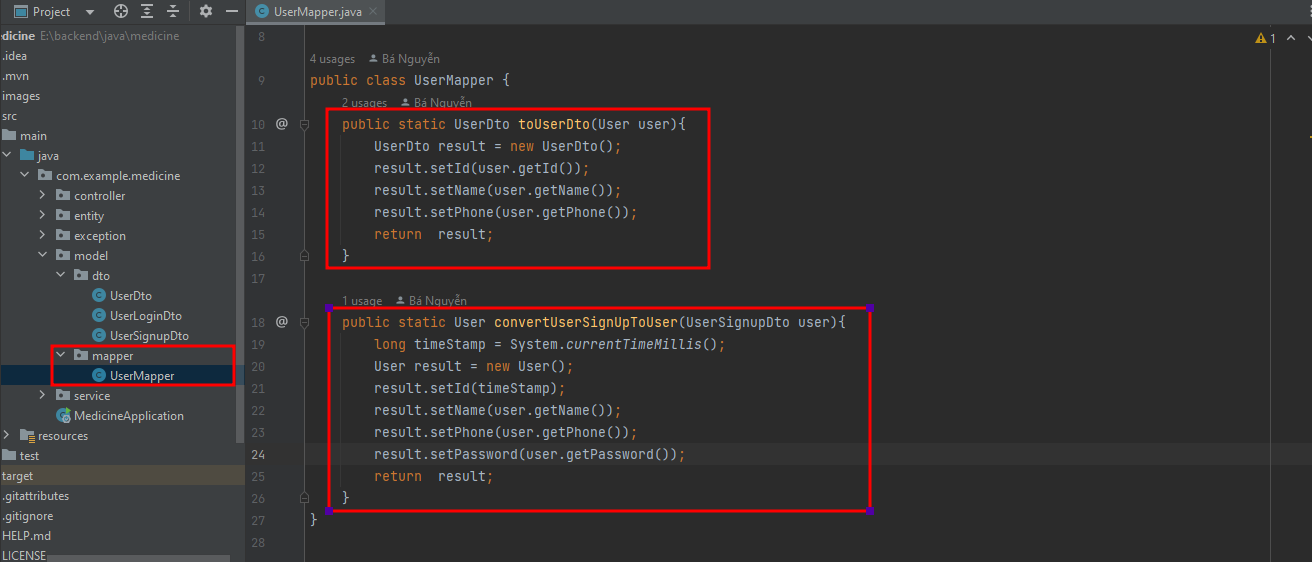 Project
UserMapper.java
edicine E:\backend\java\medicine
.idea
.mvn
images
src
main
java
com.example.medicine
controller
entity
exception
model
dto
UserDto
UserLoginDto
UserSignupDto
mapper
UserMapper
service
MedicineApplication
resources
test
target
.gitattributes
.gitignore
HELP.md
LICENSE
1
8
4 usages Bá Nguyễn
9 public class UserMapper {
2 usages Bá Nguyễn
10 @ public static UserDto toUserDto(User user){
11 UserDto result = new UserDto();
12 result.setId(user.getId());
13 result.setName(user.getName());
14 result.setPhone(user.getPhone());
15 return  result;
16 }
17
1 usage Bá Nguyễn
18 @ public static User convertUserSignUpToUser(UserSignupDto user){
19 long timeStamp = System.currentTimeMillis();
20 User result = new User();
21 result.setId(timeStamp);
22 result.setName(user.getName());
23 result.setPhone(user.getPhone());
24 result.setPassword(user.getPassword());
25 return  result;
26 }
27 }
28